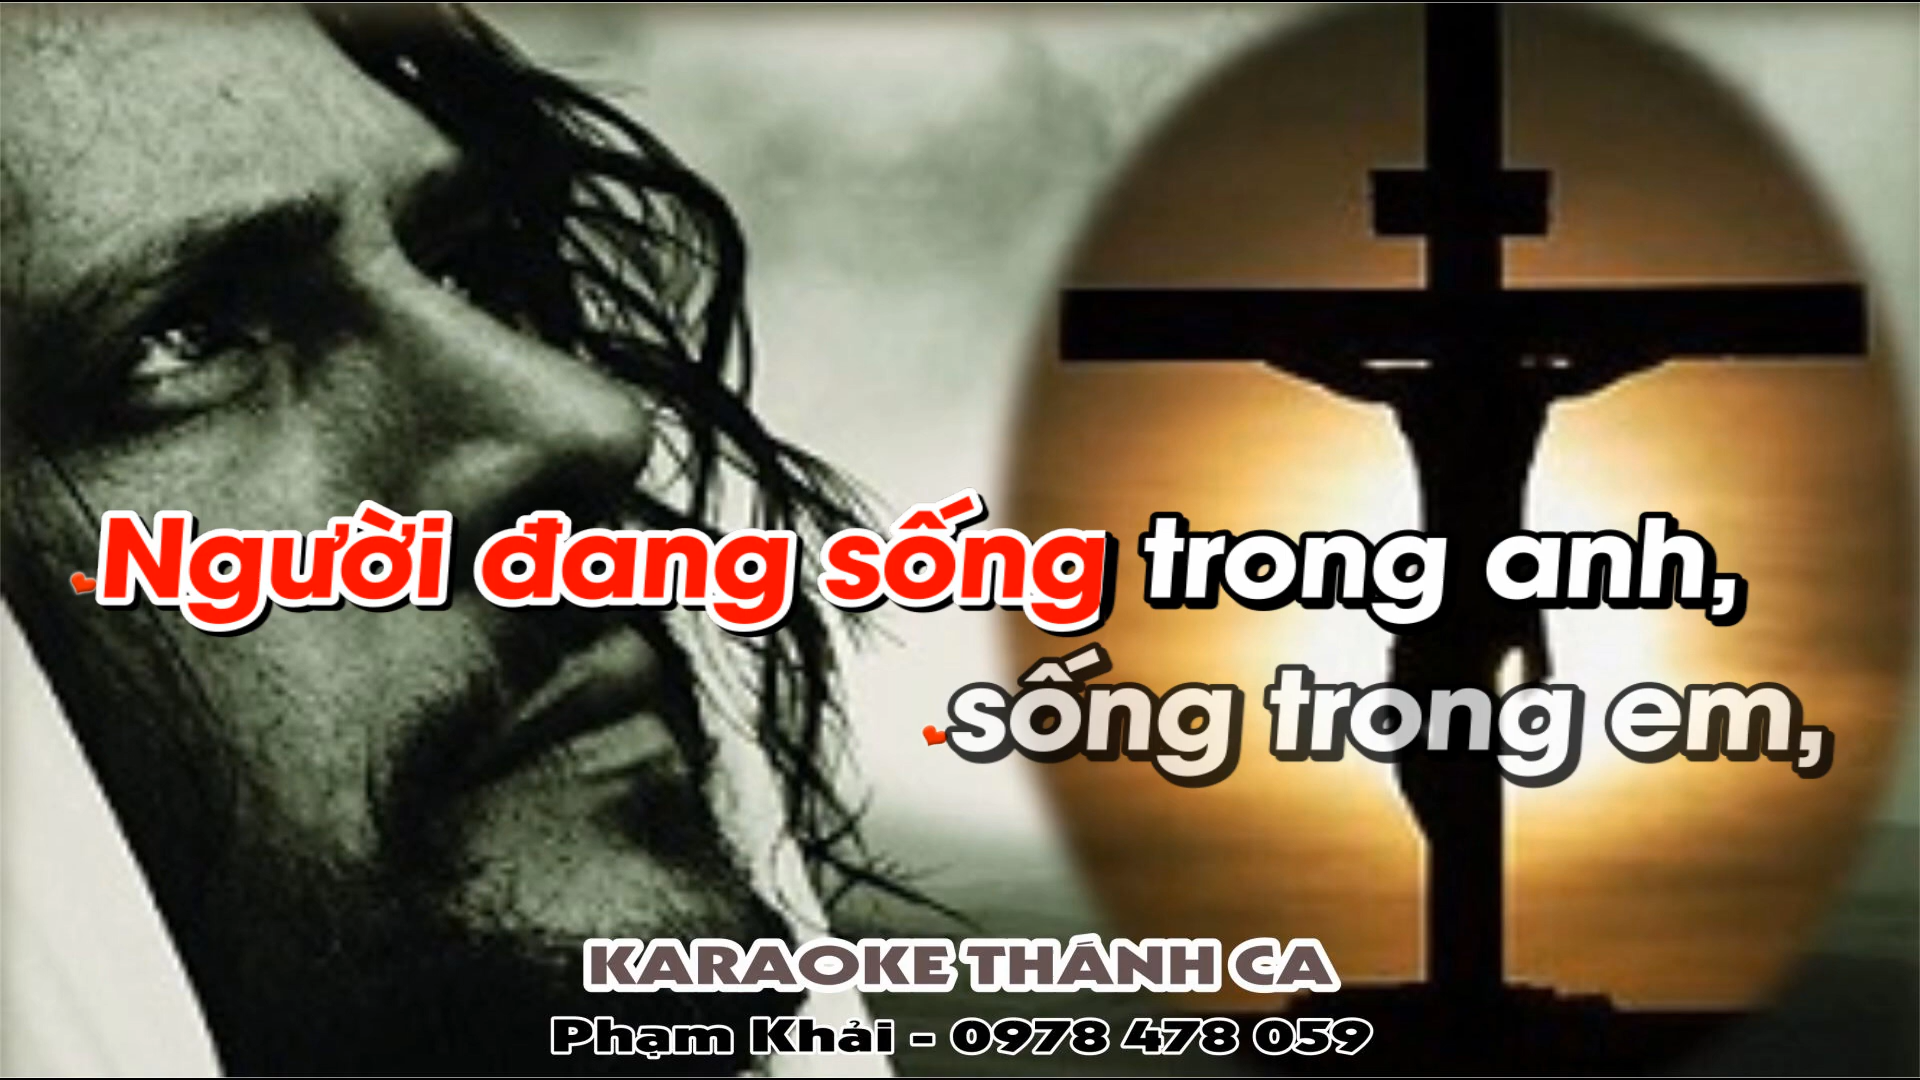 Người đang sống trong anh,
sống trong em,
KARAOKE THÁNH CA
Phạm Khải - 0978 478 059